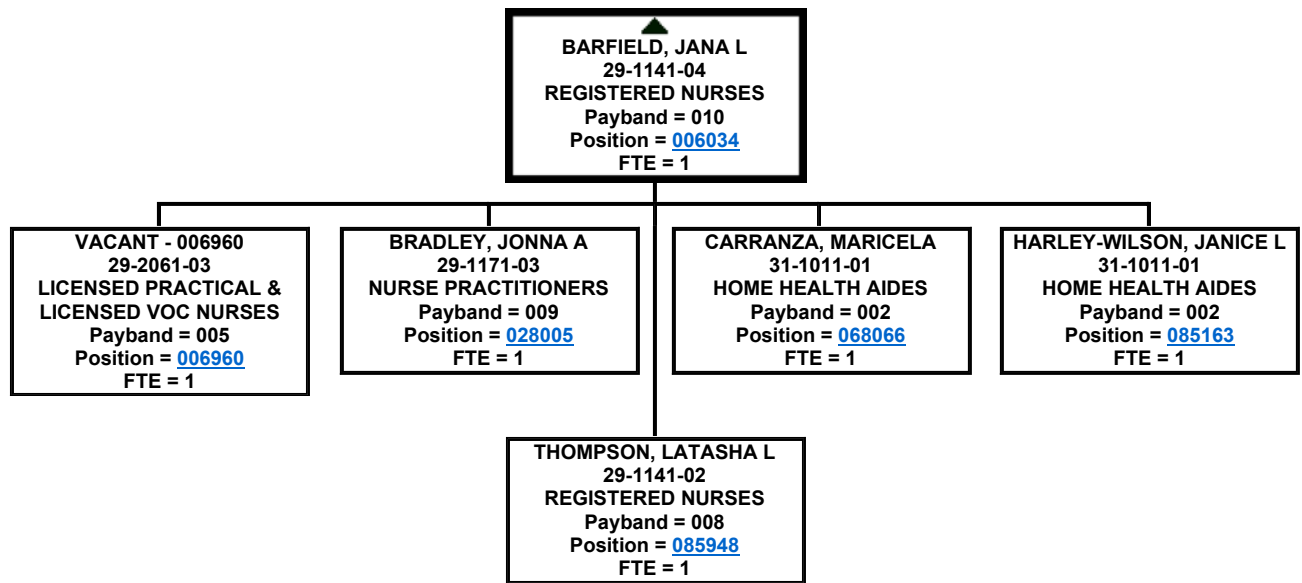 BARFIELD, JANA L
29-1141-04
REGISTERED NURSES
Payband = 010
Position = 006034
FTE = 1
VACANT - 006960
29-2061-03
LICENSED PRACTICAL &
LICENSED VOC NURSES
Payband = 005
Position = 006960
FTE = 1
BRADLEY, JONNA A
29-1171-03
NURSE PRACTITIONERS
Payband = 009
Position = 028005
FTE = 1
CARRANZA, MARICELA
31-1011-01
HOME HEALTH AIDES
Payband = 002
Position = 068066
FTE = 1
HARLEY-WILSON, JANICE L
31-1011-01
HOME HEALTH AIDES
Payband = 002
Position = 085163
FTE = 1
THOMPSON, LATASHA L
29-1141-02
REGISTERED NURSES
Payband = 008
Position = 085948
FTE = 1